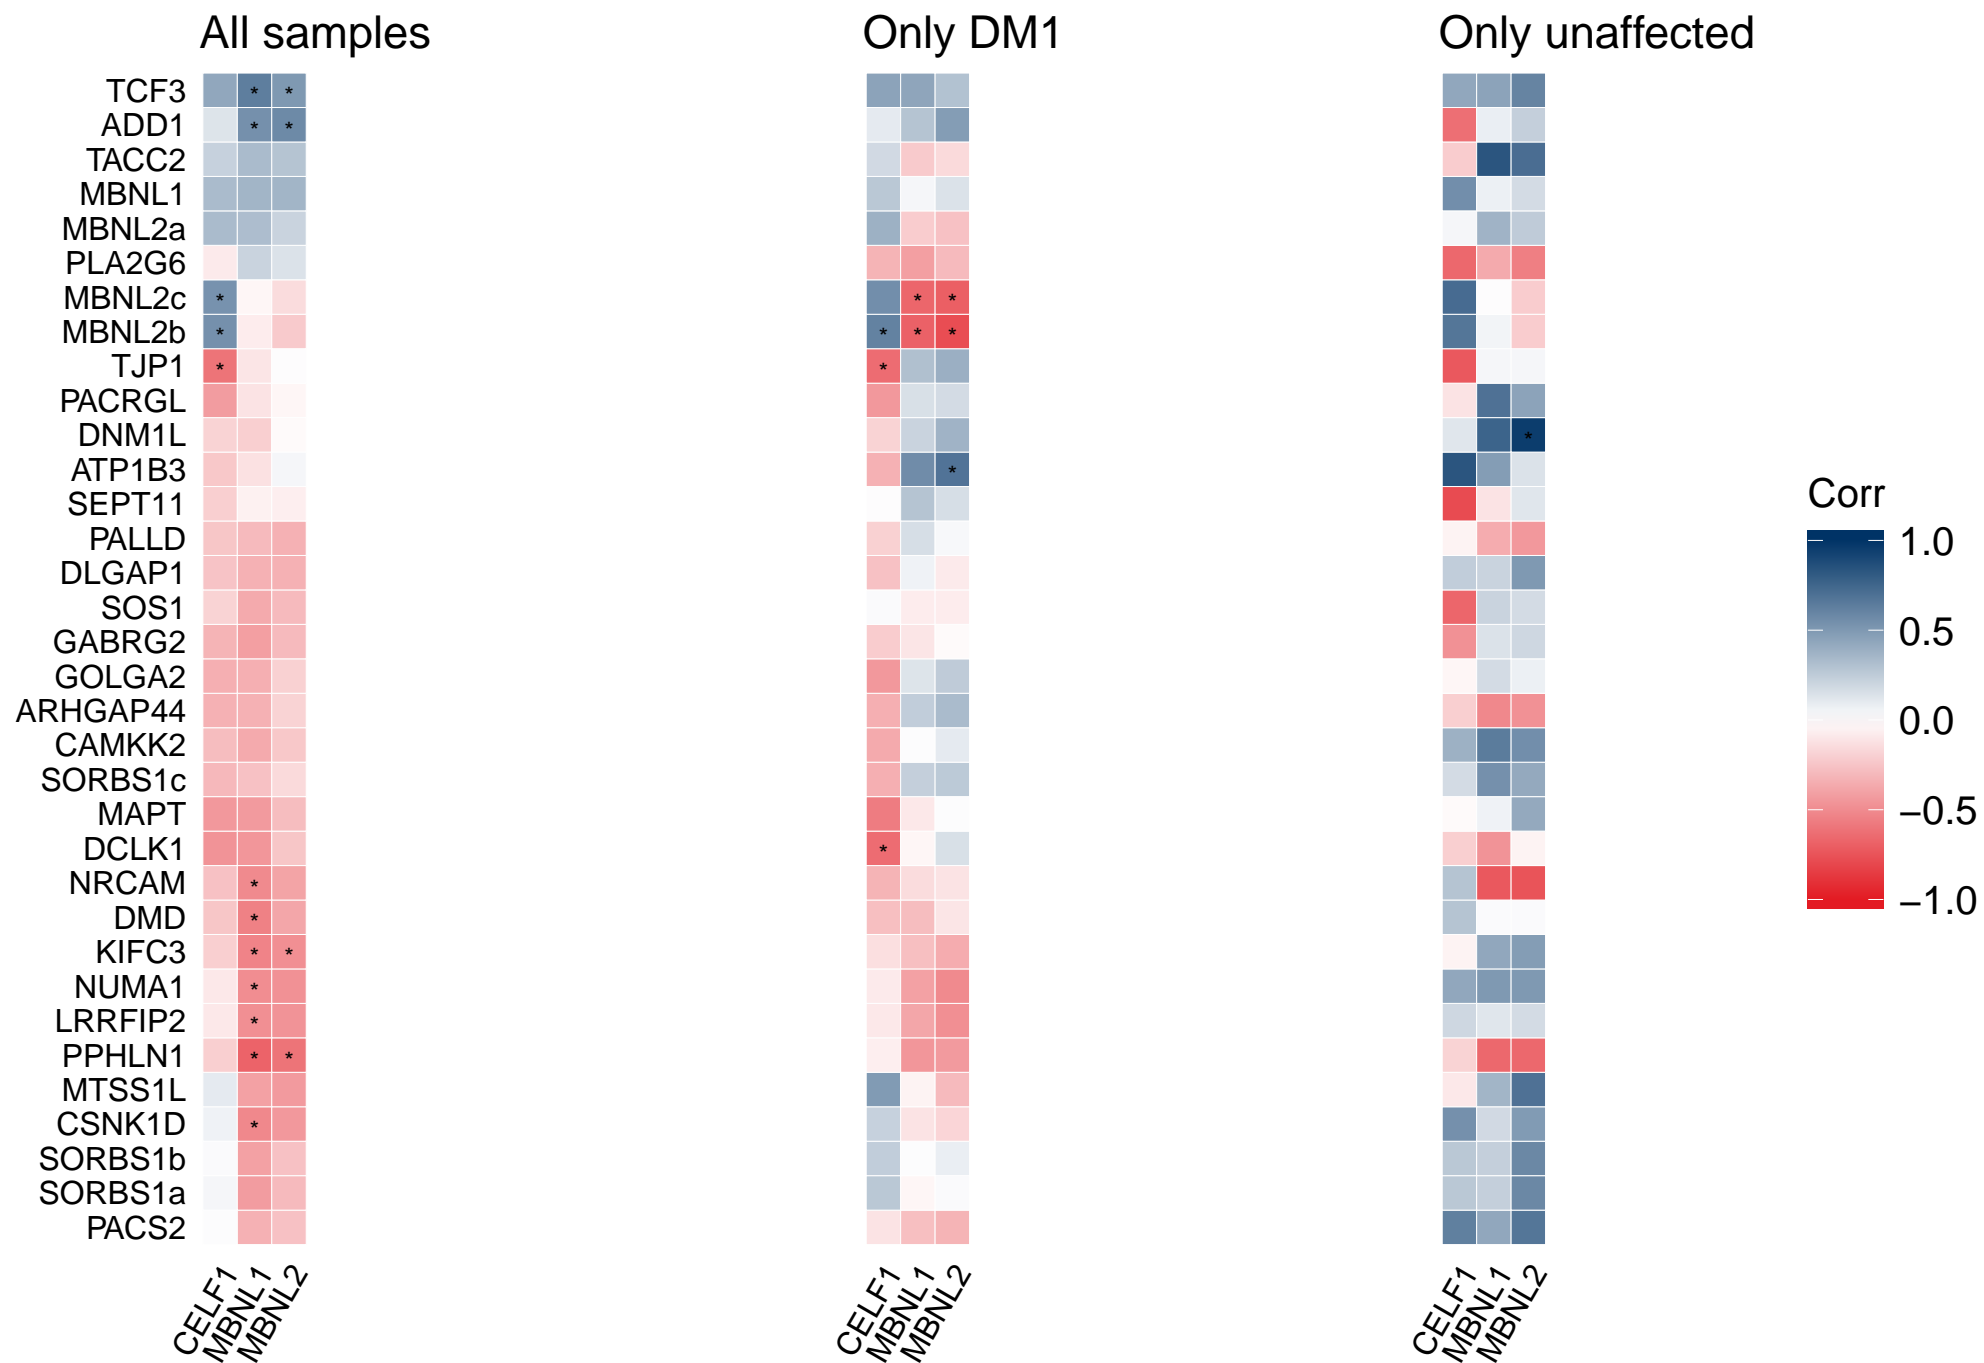 All samples
Only DM1
Only unaffected
TCF3
* *
ADD1
* *
TACC2
MBNL1
MBNL2a
PLA2G6
MBNL2c
* * *
MBNL2b
* * * *
TJP1
* *
PACRGL
DNM1L
*
ATP1B3
*
SEPT11
PALLD
DLGAP1
SOS1
GABRG2
GOLGA2
ARHGAP44
CAMKK2
SORBS1c
MAPT
DCLK1
*
NRCAM
*
DMD
*
KIFC3
* *
NUMA1
*
LRRFIP2
*
PPHLN1
* *
MTSS1L
CSNK1D
*
SORBS1b
SORBS1a
PACS2
CELF1
MBNL1
MBNL2
CELF1
MBNL1
MBNL2
CELF1
MBNL1
MBNL2
Corr
1.0
0.5
0.0
−0.5
−1.0